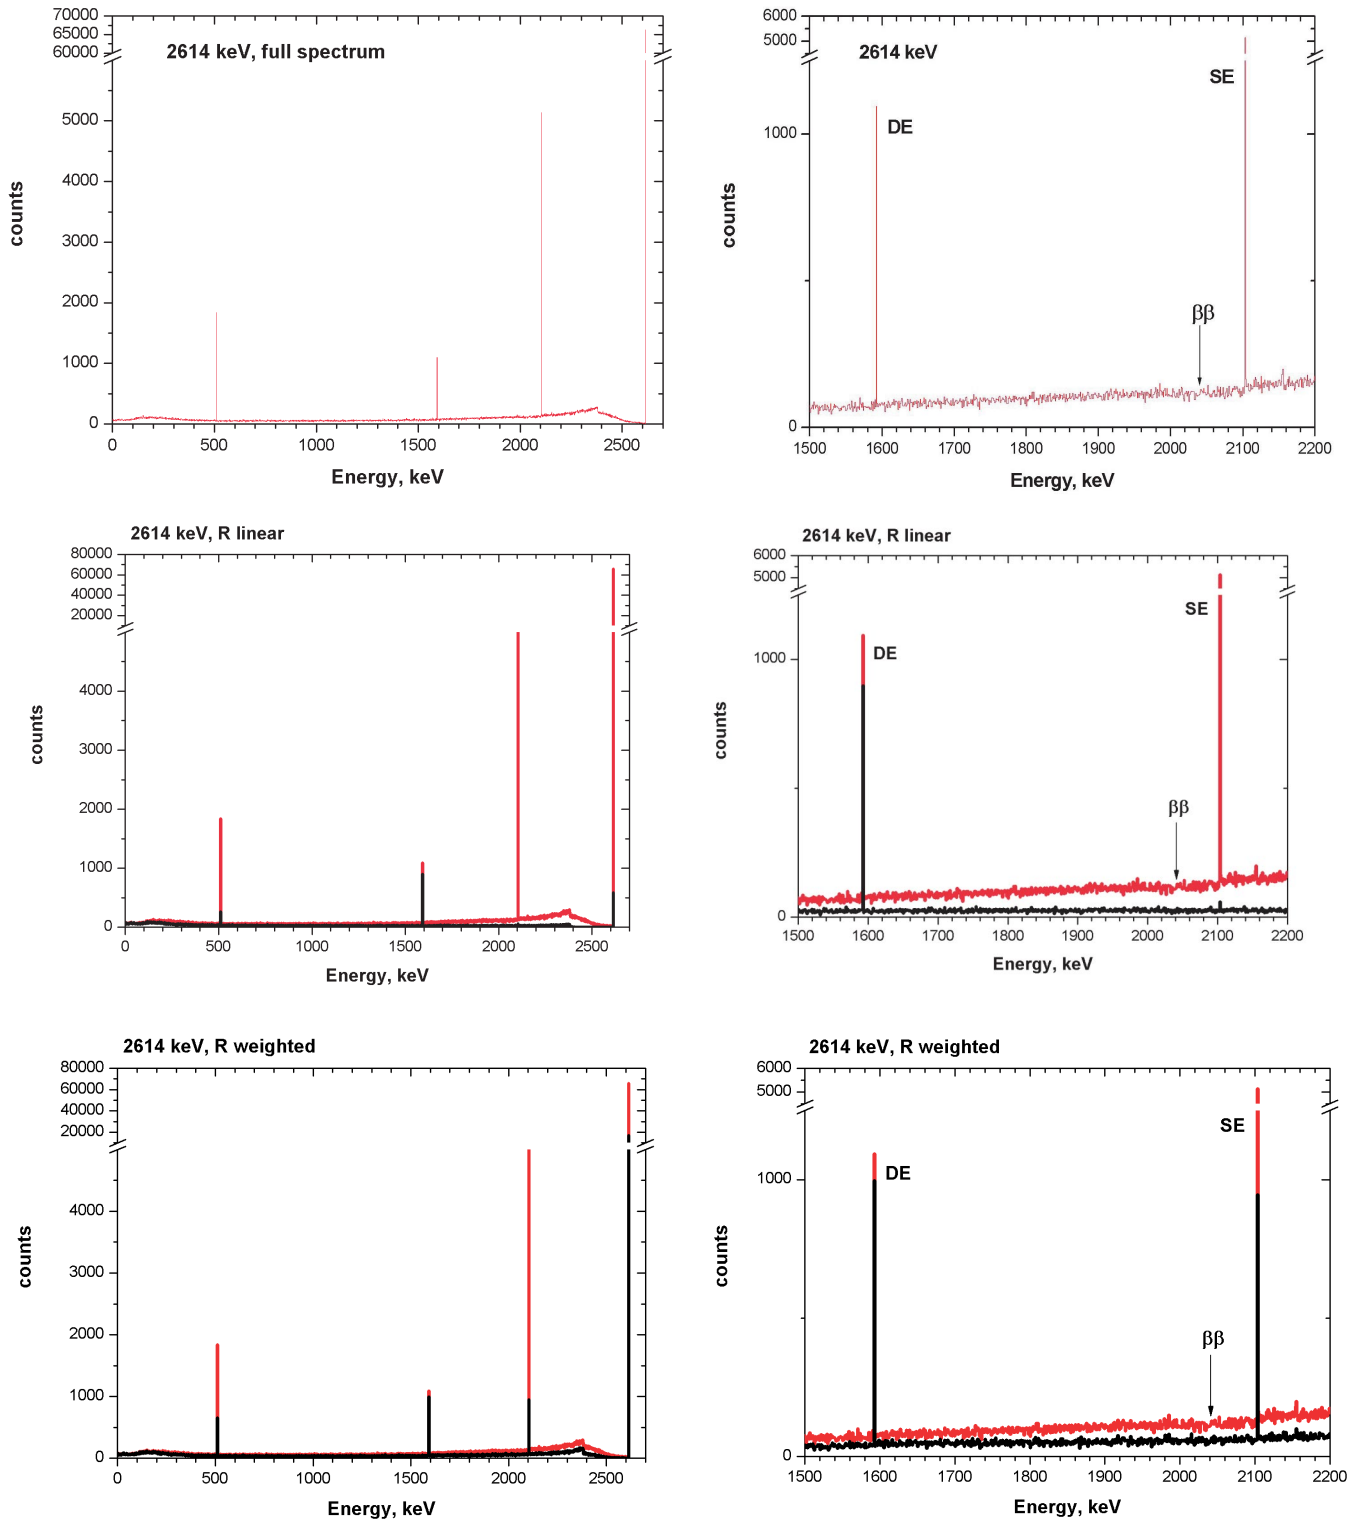 70000
65000
60000
5000
4000
3000
2000
1000
0
2614 keV, full spectrum
counts
0 500 1000 1500 2000 2500
Energy, keV
6000
5000
1000
0
2614 keV
SE
DE
ββ
counts
1500 1600 1700 1800 1900 2000 2100 2200
Energy, keV
2614 keV, R linear
80000
60000
40000
20000
4000
3000
2000
1000
0
counts
0 500 1000 1500 2000 2500
Energy, keV
2614 keV, R linear
6000
5000
1000
0
SE
DE
ββ
counts
1500 1600 1700 1800 1900 2000 2100 2200
Energy, keV
2614 keV, R weighted
80000
60000
40000
20000
4000
3000
2000
1000
0
counts
0 500 1000 1500 2000 2500
Energy, keV
2614 keV, R weighted
6000
5000
1000
0
SE
DE
ββ
counts
1500 1600 1700 1800 1900 2000 2100 2200
Energy, keV